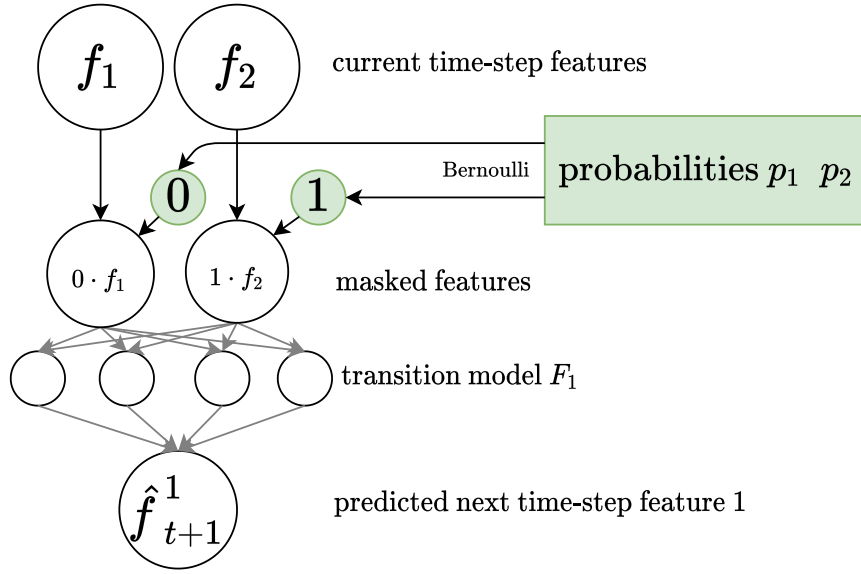 f₁ f₂ current time-step features
probabilities p₁ p₂
Bernoulli
0 1
0 · f₁ 1 · f₂ masked features
transition model F₁
f̂ ¹ₜ₊₁ predicted next time-step feature 1